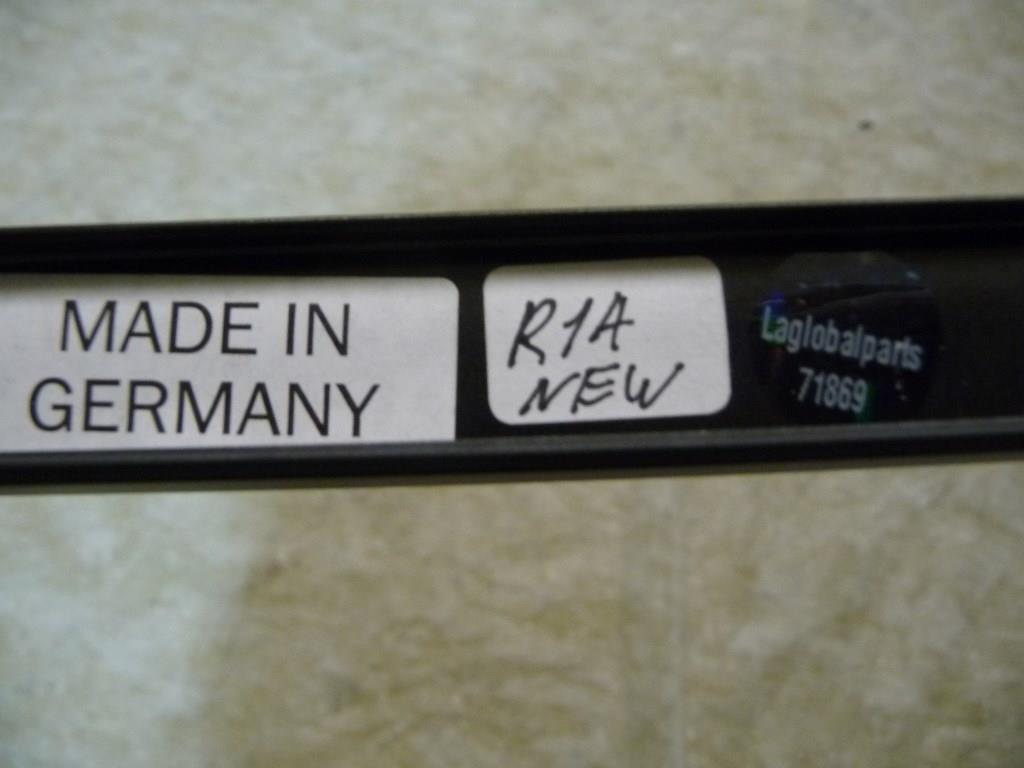 MADE IN
GERMANY
R1A
NEW
Laglobalparts
71869